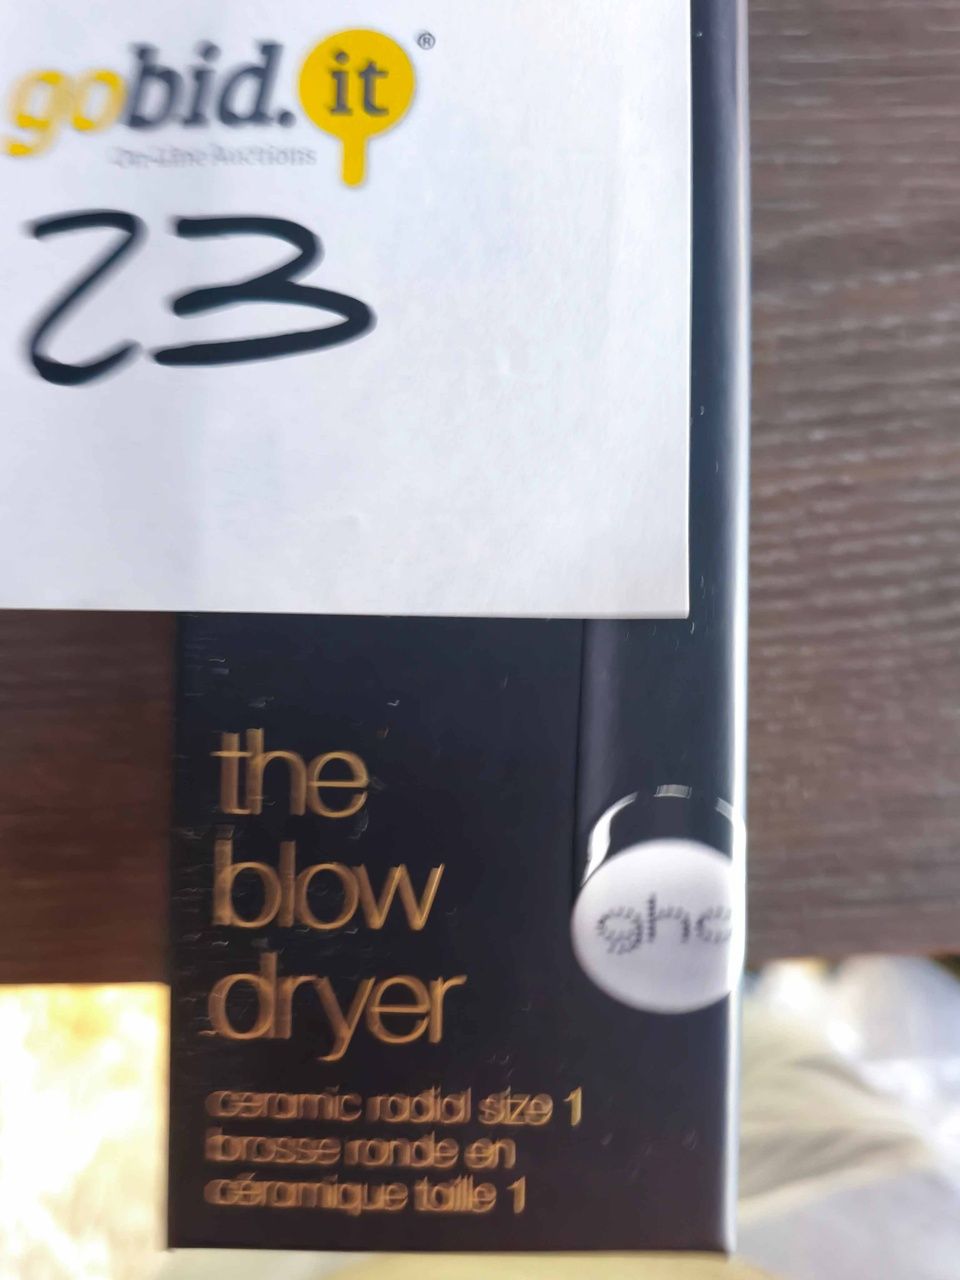 gobid.it®
On-Line Auctions
23
the
blow
dryer
ceramic radial size 1
brosse ronde en
céramique taille 1